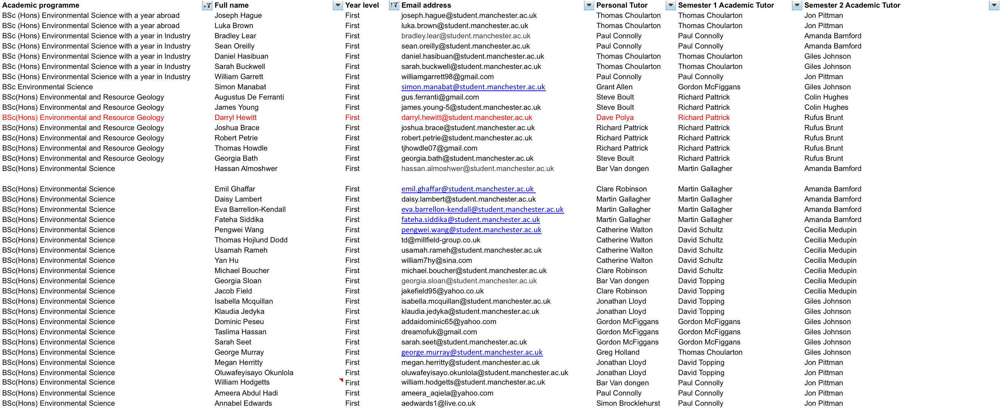 Academic programme Full name Year level Email address Personal Tutor Semester 1 Academic Tutor Semester 2 Academic Tutor
BSc (Hons) Environmental Science with a year abroad Joseph Hague First joseph.hague@student.manchester.ac.uk Thomas Choularton Thomas Choularton Jon Pittman
BSc (Hons) Environmental Science with a year abroad Luka Brown First luka.brown@student.manchester.ac.uk Thomas Choularton Thomas Choularton Jon Pittman
BSc (Hons) Environmental Science with a year in Industry Bradley Lear First bradley.lear@student.manchester.ac.uk Paul Connolly Paul Connolly Amanda Bamford
BSc (Hons) Environmental Science with a year in Industry Sean Oreilly First sean.oreilly@student.manchester.ac.uk Paul Connolly Paul Connolly Amanda Bamford
BSc (Hons) Environmental Science with a year in Industry Daniel Hasibuan First daniel.hasibuan@student.manchester.ac.uk Thomas Choularton Thomas Choularton Giles Johnson
BSc (Hons) Environmental Science with a year in Industry Sarah Buckwell First sarah.buckwell@student.manchester.ac.uk Thomas Choularton Thomas Choularton Giles Johnson
BSc (Hons) Environmental Science with a year in Industry William Garrett First williamgarrett98@gmail.com Paul Connolly Paul Connolly Jon Pittman
BSc Environmental Science Simon Manabat First simon.manabat@student.manchester.ac.uk Grant Allen Gordon McFiggans Giles Johnson
BSc(Hons) Environmental and Resource Geology Augustus De Ferranti First gus.ferranti@gmail.com Steve Boult Richard Pattrick Colin Hughes
BSc(Hons) Environmental and Resource Geology James Young First james.young-5@student.manchester.ac.uk Steve Boult Richard Pattrick Colin Hughes
BSc(Hons) Environmental and Resource Geology Darryl Hewitt First darryl.hewitt@student.manchester.ac.uk Dave Polya Richard Pattrick Rufus Brunt
BSc(Hons) Environmental and Resource Geology Joshua Brace First joshua.brace@student.manchester.ac.uk Richard Pattrick Richard Pattrick Rufus Brunt
BSc(Hons) Environmental and Resource Geology Robert Petrie First robert.petrie@student.manchester.ac.uk Richard Pattrick Richard Pattrick Rufus Brunt
BSc(Hons) Environmental and Resource Geology Thomas Howdle First tjhowdle07@gmail.com Richard Pattrick Richard Pattrick Rufus Brunt
BSc(Hons) Environmental and Resource Geology Georgia Bath First georgia.bath@student.manchester.ac.uk Steve Boult Richard Pattrick Rufus Brunt
BSc(Hons) Environmental Science Hassan Almoshwer First hassan.almoshwer@student.manchester.ac.uk Bar Van dongen Martin Gallagher Amanda Bamford
BSc(Hons) Environmental Science Emil Ghaffar First emil.ghaffar@student.manchester.ac.uk Clare Robinson Martin Gallagher Amanda Bamford
BSc(Hons) Environmental Science Daisy Lambert First daisy.lambert@student.manchester.ac.uk Martin Gallagher Martin Gallagher Amanda Bamford
BSc(Hons) Environmental Science Eva Barrellon-Kendall First eva.barrellon-kendall@student.manchester.ac.uk Martin Gallagher Martin Gallagher Amanda Bamford
BSc(Hons) Environmental Science Fateha Siddika First fateha.siddika@student.manchester.ac.uk Martin Gallagher Martin Gallagher Amanda Bamford
BSc(Hons) Environmental Science Pengwei Wang First pengwei.wang@student.manchester.ac.uk Catherine Walton David Schultz Cecilia Medupin
BSc(Hons) Environmental Science Thomas Hojlund Dodd First td@millfield-group.co.uk Catherine Walton David Schultz Cecilia Medupin
BSc(Hons) Environmental Science Usamah Rameh First usamah.rameh@student.manchester.ac.uk Catherine Walton David Schultz Cecilia Medupin
BSc(Hons) Environmental Science Yan Hu First william7hy@sina.com Catherine Walton David Schultz Cecilia Medupin
BSc(Hons) Environmental Science Michael Boucher First michael.boucher@student.manchester.ac.uk Clare Robinson David Schultz Cecilia Medupin
BSc(Hons) Environmental Science Georgia Sloan First georgia.sloan@student.manchester.ac.uk Bar Van dongen David Topping Cecilia Medupin
BSc(Hons) Environmental Science Jacob Field First jakefield95@yahoo.co.uk Clare Robinson David Topping Cecilia Medupin
BSc(Hons) Environmental Science Isabella Mcquillan First isabella.mcquillan@student.manchester.ac.uk Jonathan Lloyd David Topping Giles Johnson
BSc(Hons) Environmental Science Klaudia Jedyka First klaudia.jedyka@student.manchester.ac.uk Jonathan Lloyd David Topping Giles Johnson
BSc(Hons) Environmental Science Dominic Peseu First addaidominic65@yahoo.com Gordon McFiggans Gordon McFiggans Giles Johnson
BSc(Hons) Environmental Science Taslima Hassan First dreamofuk@gmail.com Gordon McFiggans Gordon McFiggans Giles Johnson
BSc(Hons) Environmental Science Sarah Seet First sarah.seet@student.manchester.ac.uk Gordon McFiggans Gordon McFiggans Giles Johnson
BSc(Hons) Environmental Science George Murray First george.murray@student.manchester.ac.uk Greg Holland Thomas Choularton Giles Johnson
BSc(Hons) Environmental Science Megan Herritty First megan.herritty@student.manchester.ac.uk Jonathan Lloyd David Topping Jon Pittman
BSc(Hons) Environmental Science Oluwafeyisayo Okunlola First oluwafeyisayo.okunlola@student.manchester.ac.uk Jonathan Lloyd David Topping Jon Pittman
BSc(Hons) Environmental Science William Hodgetts First william.hodgetts@student.manchester.ac.uk Bar Van dongen Paul Connolly Jon Pittman
BSc(Hons) Environmental Science Ameera Abdul Hadi First ameera_aqiela@yahoo.com Paul Connolly Paul Connolly Jon Pittman
BSc(Hons) Environmental Science Annabel Edwards First aedwards1@live.co.uk Simon Brocklehurst Paul Connolly Jon Pittman